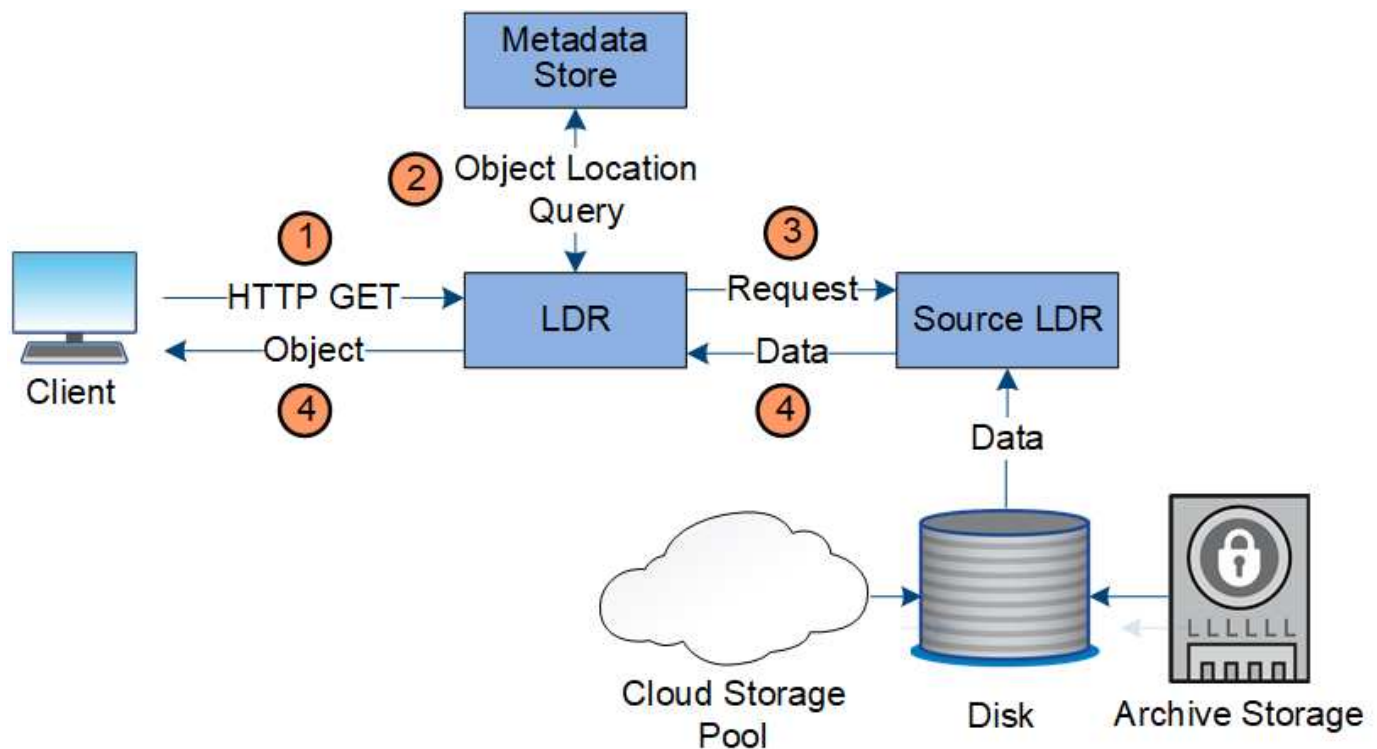 Metadata
Store
2
Object Location
Query
1
3
HTTP GET
Request
LDR
Source LDR
Object
Data
Client
4
4
Data
LLLLLL
Cloud Storage
Pool
Disk
Archive Storage